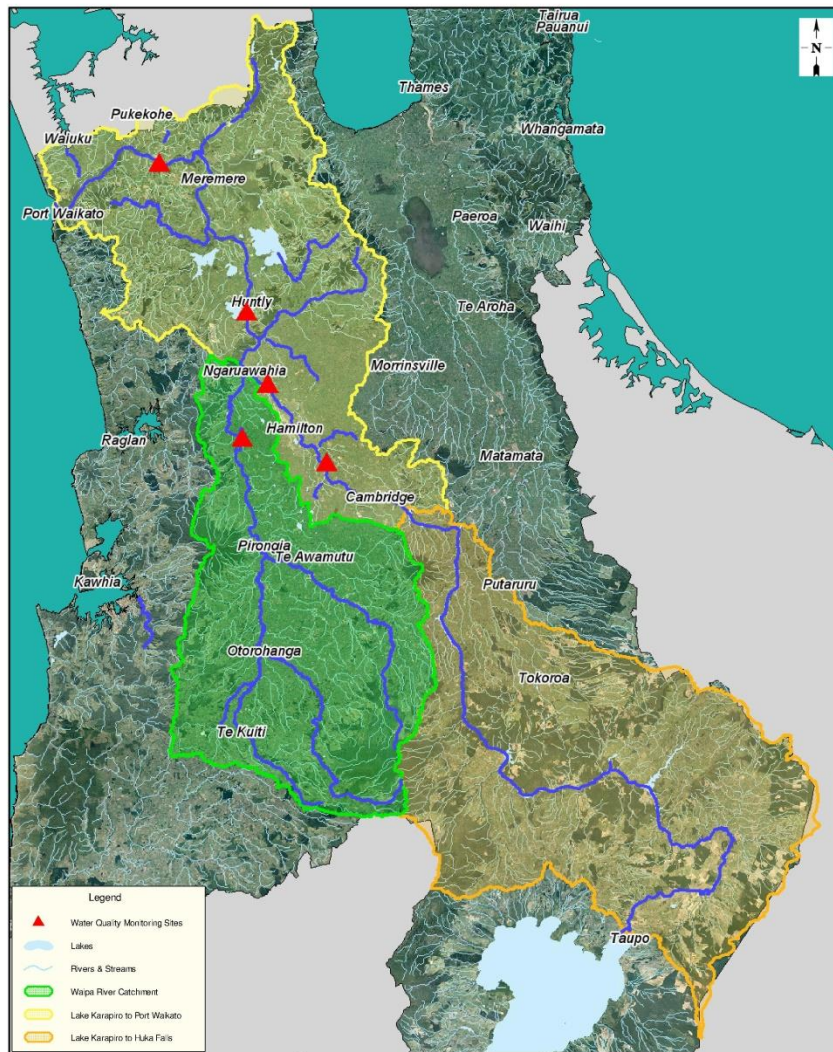 Tairua
Pauanui
N
Thames
Pukekohe
Whangamata
Waiuku
Meremere
Port Waikato
Paeroa
Waihi
Huntly
Te Aroha
Ngaruawahia
Morrinsville
Hamilton
Raglan
Matamata
Cambridge
Pirongia
Te Awamutu
Kawhia
Putaruru
Otorohanga
Tokoroa
Te Kuiti
Taupo
Legend
Water Quality Monitoring Sites
Lakes
Rivers & Streams
Waipa River Catchment
Lake Karapiro to Port Waikato
Lake Karapiro to Huka Falls